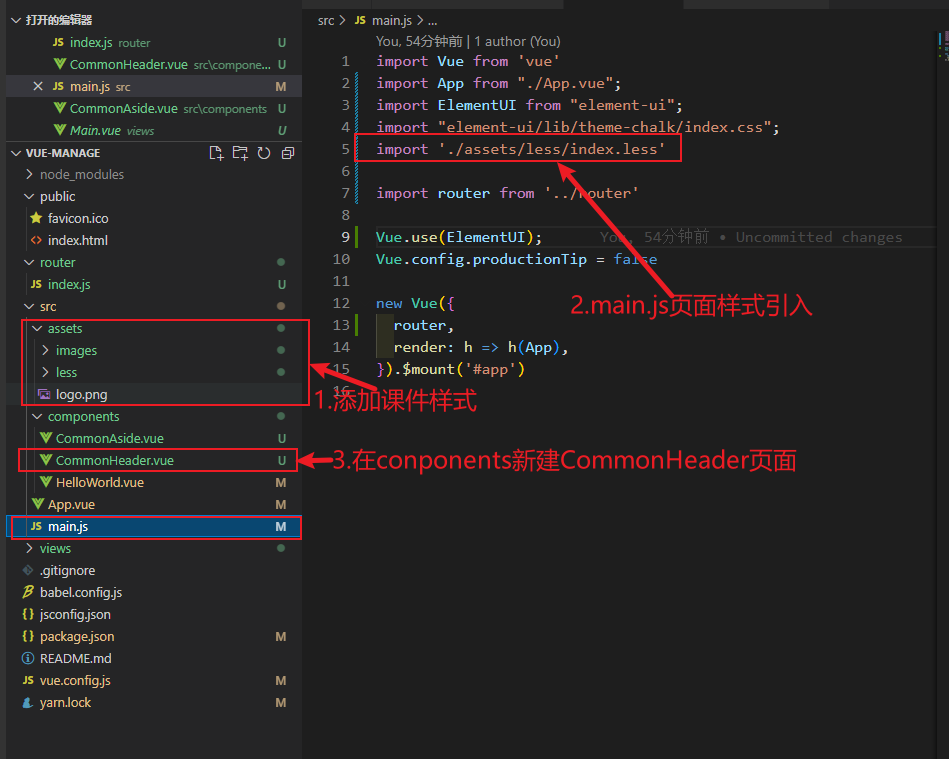 打开的编辑器
JS index.js router U
CommonHeader.vue src\compone... U
JS main.js src M
CommonAside.vue src\components U
Main.vue views U
VUE-MANAGE
node_modules
public
favicon.ico
index.html
router
JS index.js U
src
assets
images
less
logo.png
components
CommonAside.vue U
CommonHeader.vue U
HelloWorld.vue M
App.vue M
JS main.js M
views
.gitignore
babel.config.js
jsconfig.json
package.json M
README.md
JS vue.config.js M
yarn.lock M
src > JS main.js > ...
You, 54分钟前 | 1 author (You)
1 import Vue from 'vue'
2 import App from "./App.vue";
3 import ElementUI from "element-ui";
4 import "element-ui/lib/theme-chalk/index.css";
5 import './assets/less/index.less'
6
7 import router from '../router'
8
9 Vue.use(ElementUI); You, 54分钟前 • Uncommitted changes
10 Vue.config.productionTip = false
11
12 new Vue({
13 router,
14 render: h => h(App),
15 }).$mount('#app')
16
2.main.js页面样式引入
1.添加课件样式
3.在conponents新建CommonHeader页面